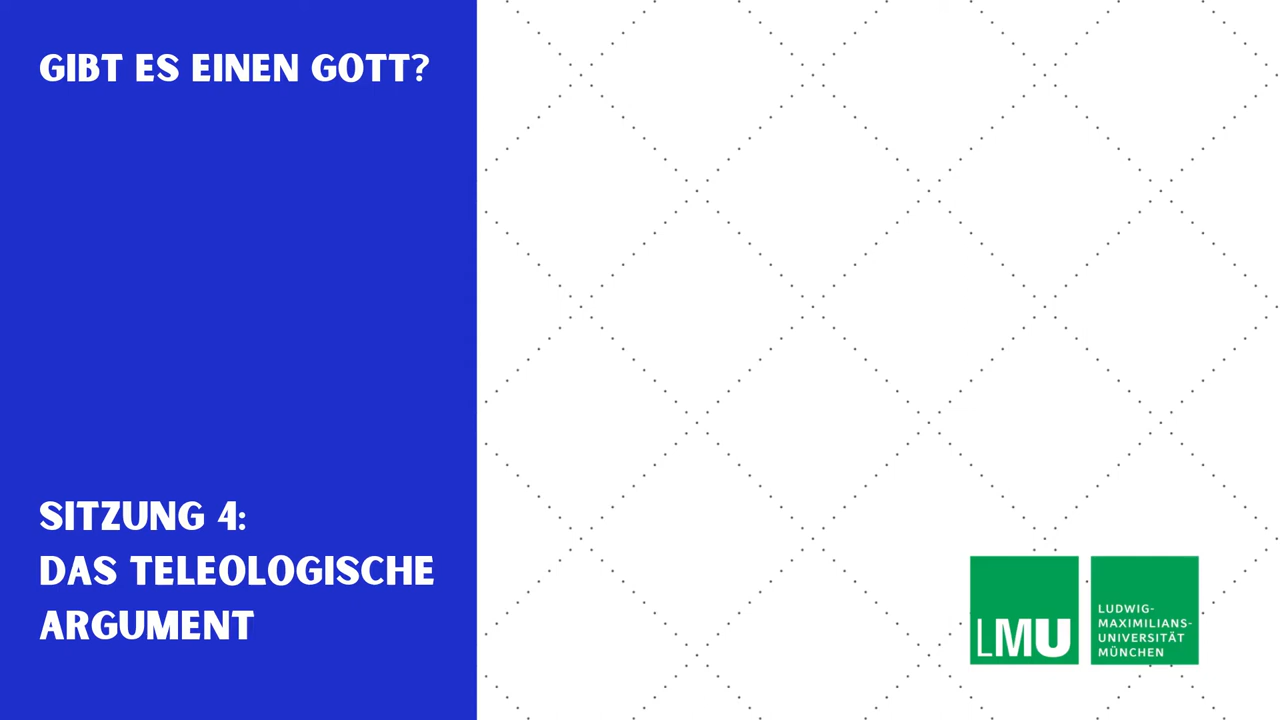 GIBT ES EINEN GOTT?
SITZUNG 4:
DAS TELEOLOGISCHE
ARGUMENT
LMU
LUDWIG-
MAXIMILIANS-
UNIVERSITÄT
MÜNCHEN